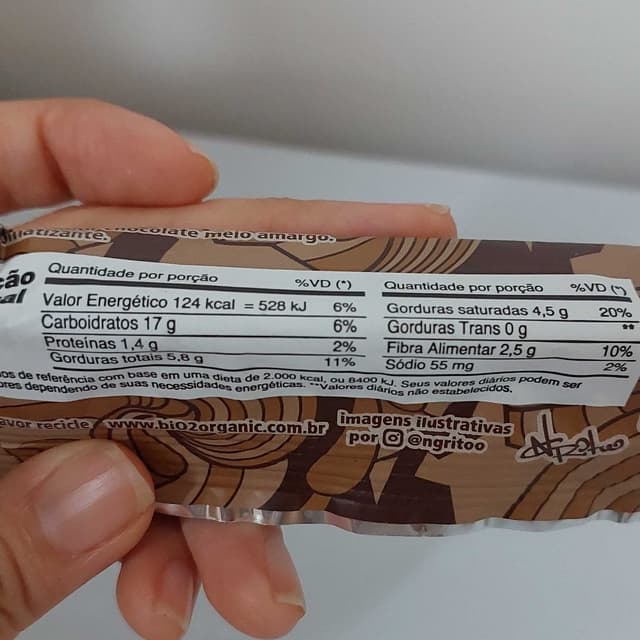 chocolate meio amargo.
Quantidade por porção %VD (*)
Valor Energético 124 kcal = 528 kJ 6%
Carboidratos 17 g 6%
Proteínas 1,4 g 2%
Gorduras totais 5,8 g 11%
Quantidade por porção %VD (*)
Gorduras saturadas 4,5 g 20%
Gorduras Trans 0 g **
Fibra Alimentar 2,5 g 10%
Sódio 55 mg 2%
de referência com base em uma dieta de 2.000 kcal, ou 8400 kJ. Seus valores diários podem ser
dependendo de suas necessidades energéticas. **Valores diários não estabelecidos.
recicle / www.bio2organic.com.br
imagens ilustrativas
por @ngritoo